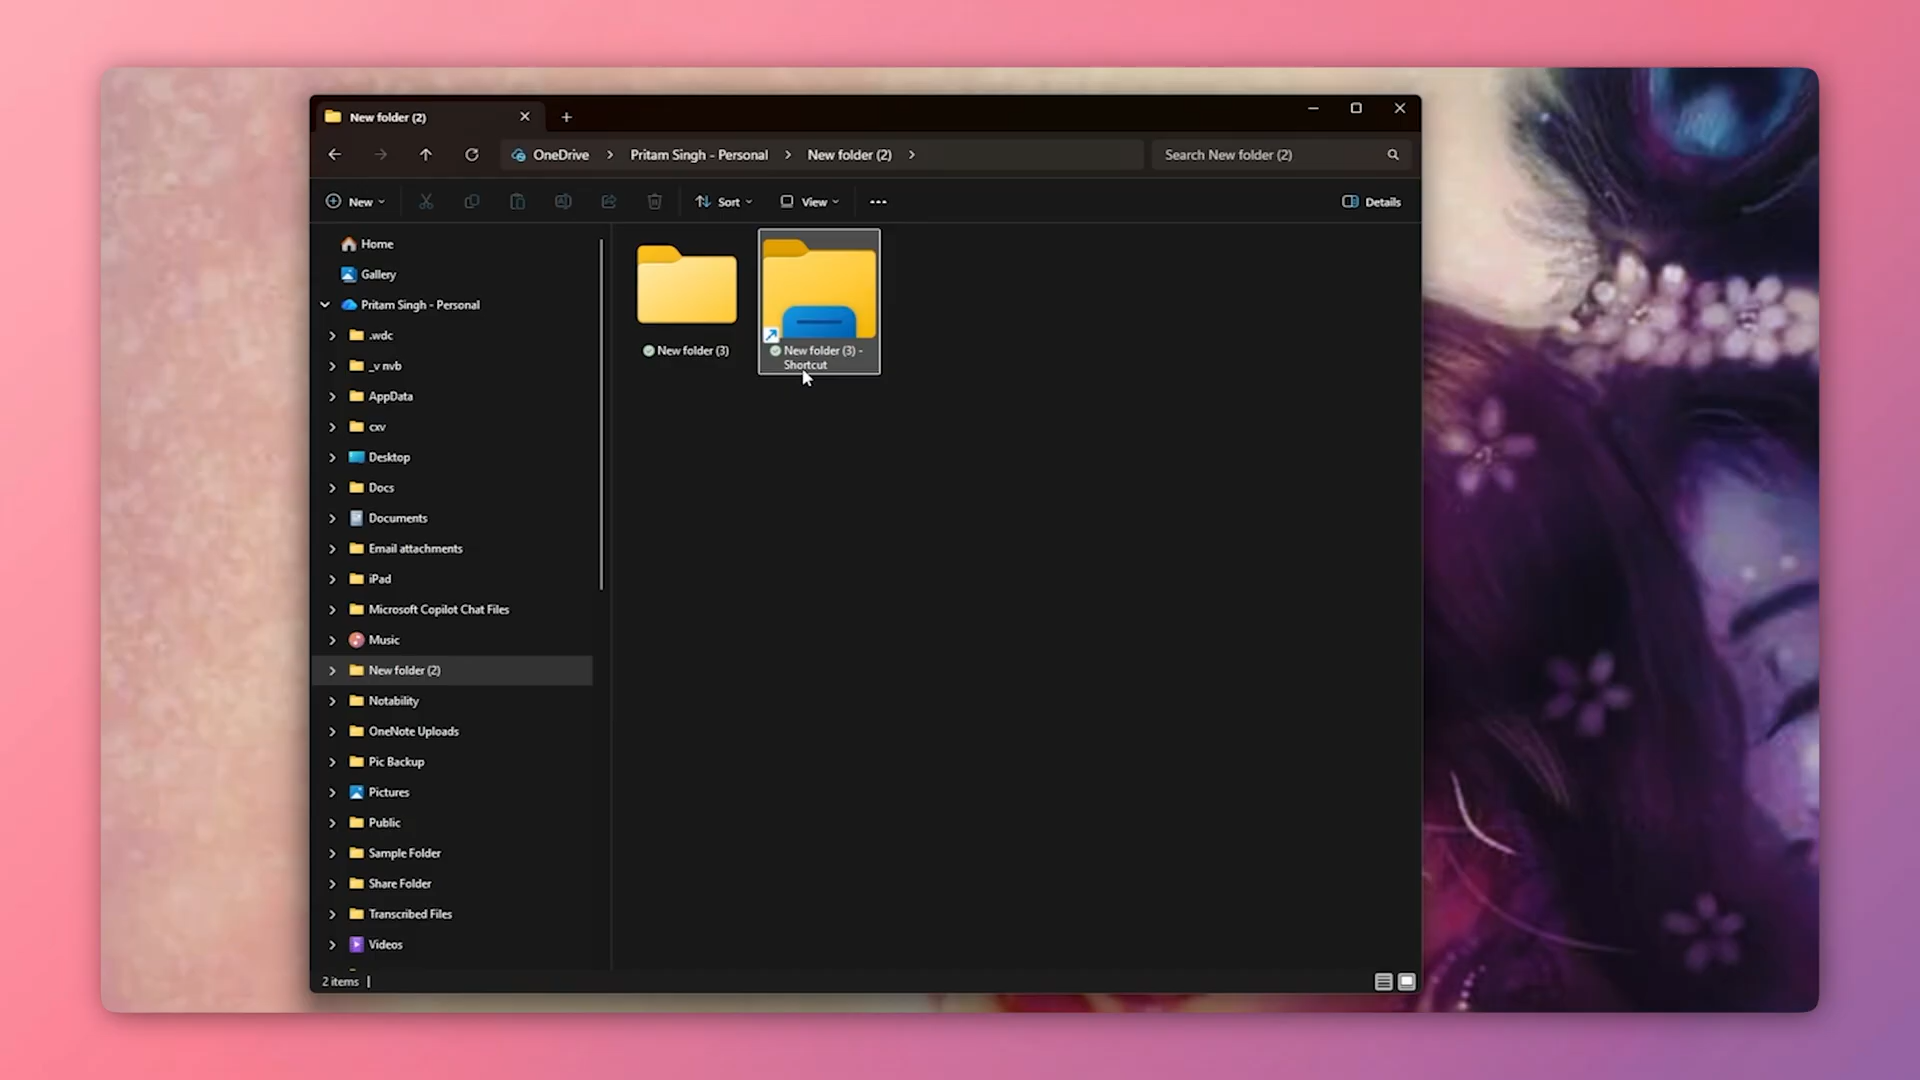 New folder (2)
OneDrive > Pritam Singh - Personal > New folder (2) >
Search New folder (2)
New
Sort
View
Details
Home
Gallery
Pritam Singh - Personal
.wdc
_v nvb
AppData
cxv
Desktop
Docs
Documents
Email attachments
iPad
Microsoft Copilot Chat Files
Music
New folder (2)
Notability
OneNote Uploads
Pic Backup
Pictures
Public
Sample Folder
Share Folder
Transcribed Files
Videos
New folder (3)
New folder (3) -
Shortcut
2 items